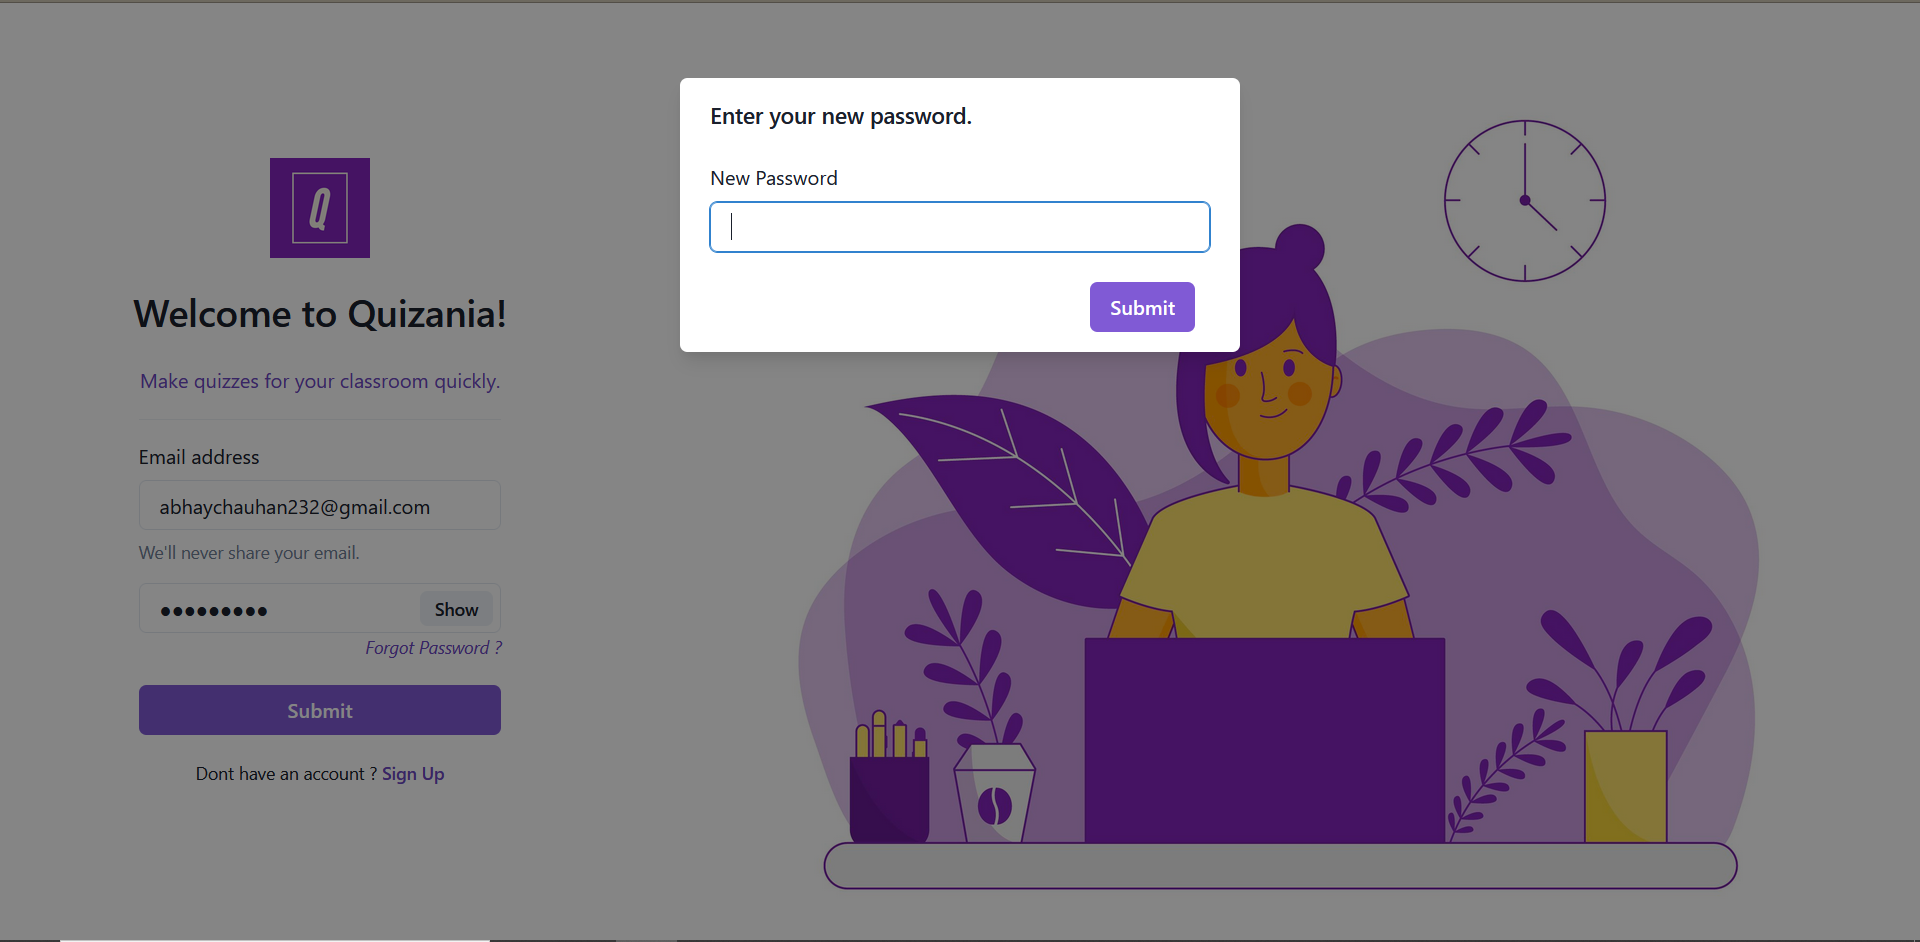 Enter your new password.
New Password
Submit
Q
Welcome to Quizania!
Make quizzes for your classroom quickly.
Email address
abhaychauhan232@gmail.com
We'll never share your email.
●●●●●●●●● Show
Forgot Password ?
Submit
Dont have an account ? Sign Up